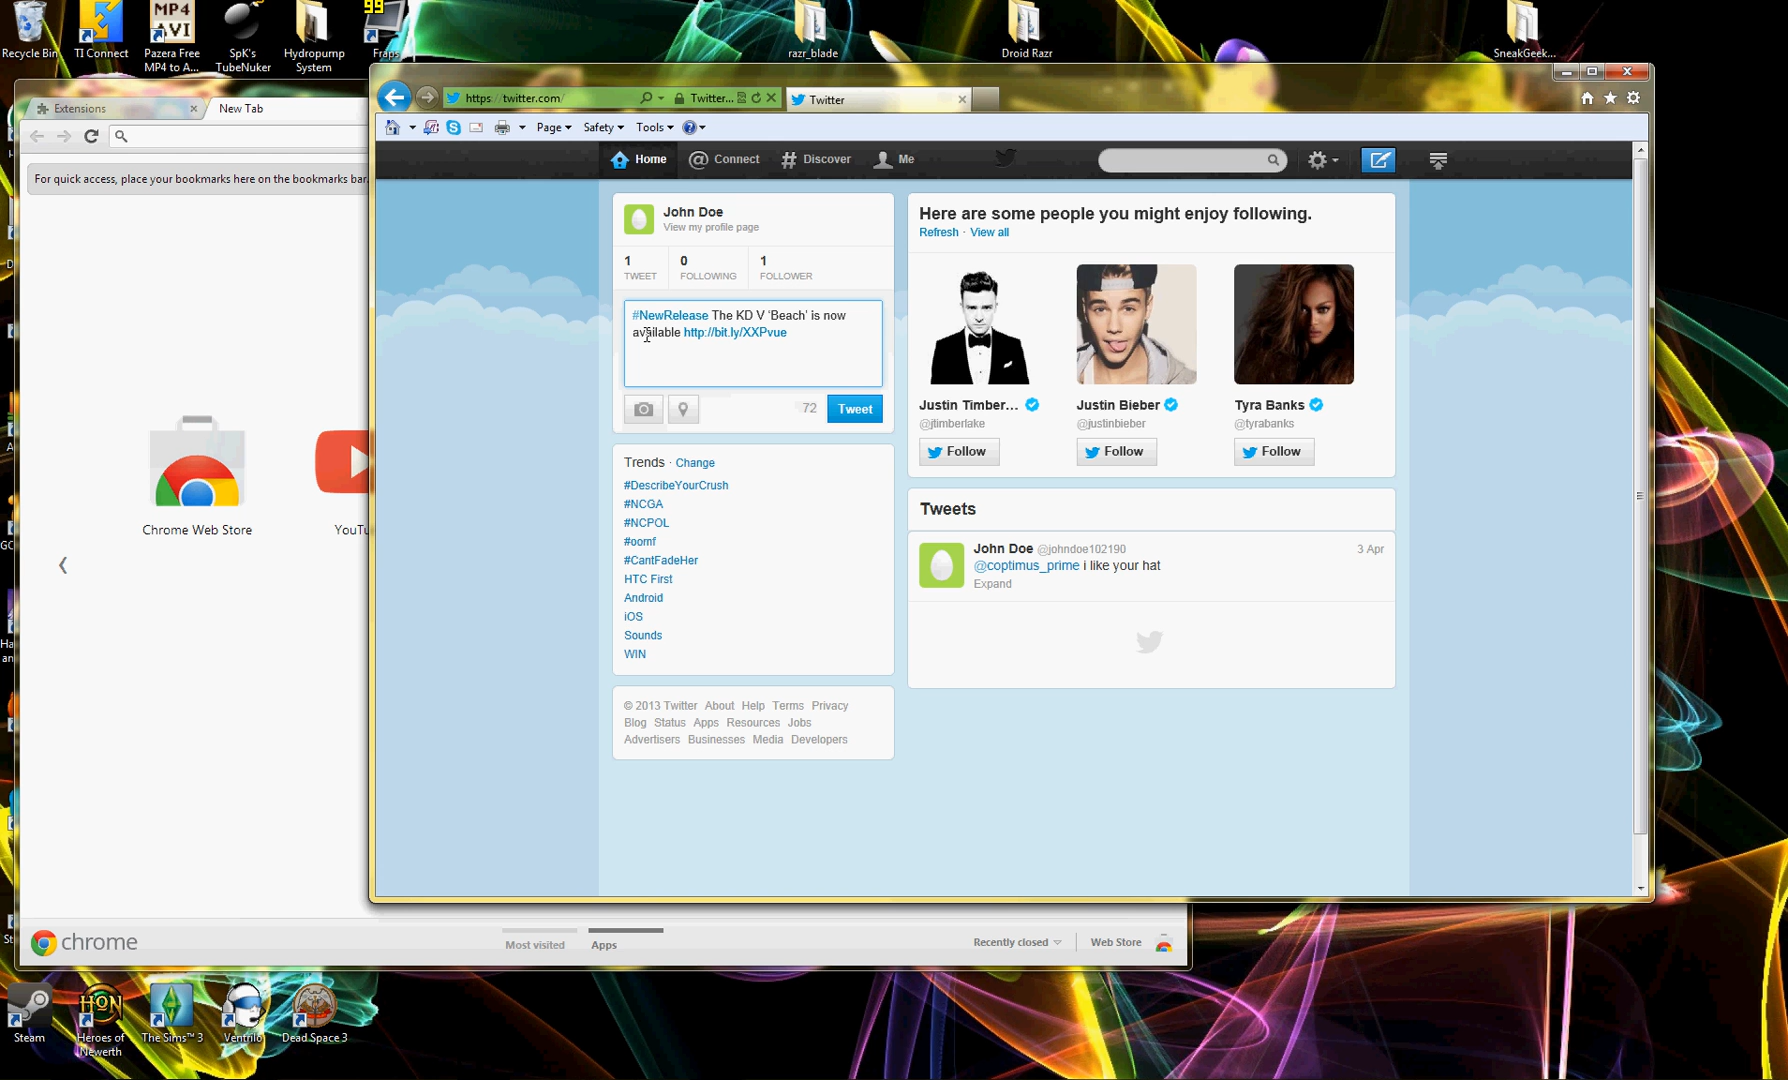 99
Recycle Bin
TI Connect
Pazera Free
MP4 to A...
SpK's
TubeNuker
Hydropump
System
Fraps
razr_blade
Droid Razr
SneakGeek...
MP4
AVI
Extensions
New Tab
For quick access, place your bookmarks here on the bookmarks bar.
Chrome Web Store
YouTu
chrome
Most visited
Apps
Recently closed
Web Store
https://twitter.com/
Twitter...
Twitter
Page
Safety
Tools
Home
Connect
Discover
Me
John Doe
View my profile page
1
TWEET
0
FOLLOWING
1
FOLLOWER
#NewRelease The KD V ‘Beach’ is now
available http://bit.ly/XXPvue
72
Tweet
Trends · Change
#DescribeYourCrush
#NCGA
#NCPOL
#oomf
#CantFadeHer
HTC First
Android
iOS
Sounds
WIN
© 2013 Twitter About Help Terms Privacy
Blog Status Apps Resources Jobs
Advertisers Businesses Media Developers
Here are some people you might enjoy following.
Refresh · View all
Justin Timber...
@jtimberlake
Follow
Justin Bieber
@justinbieber
Follow
Tyra Banks
@tyrabanks
Follow
Tweets
John Doe @johndoe102190
3 Apr
@coptimus_prime i like your hat
Expand
HON
Steam
Heroes of
Newerth
The Sims™ 3
Ventrilo
Dead Space 3